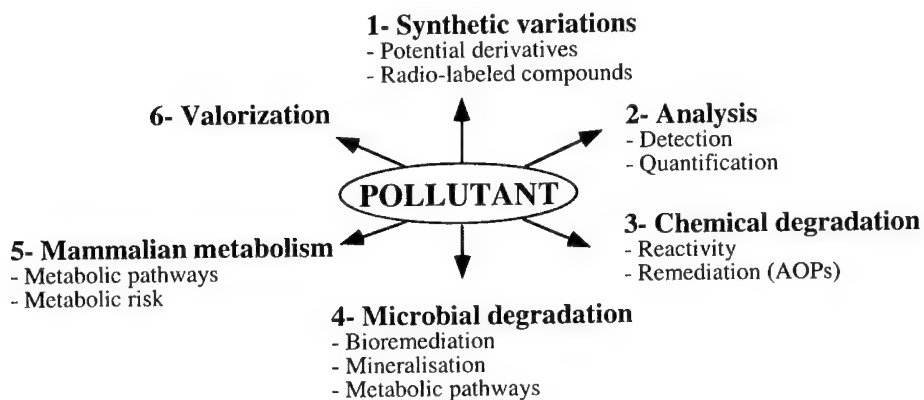 1- Synthetic variations
- Potential derivatives
- Radio-labeled compounds
6- Valorization
2- Analysis
- Detection
- Quantification
POLLUTANT
3- Chemical degradation
- Reactivity
- Remediation (AOPs)
5- Mammalian metabolism
- Metabolic pathways
- Metabolic risk
4- Microbial degradation
- Bioremediation
- Mineralisation
- Metabolic pathways